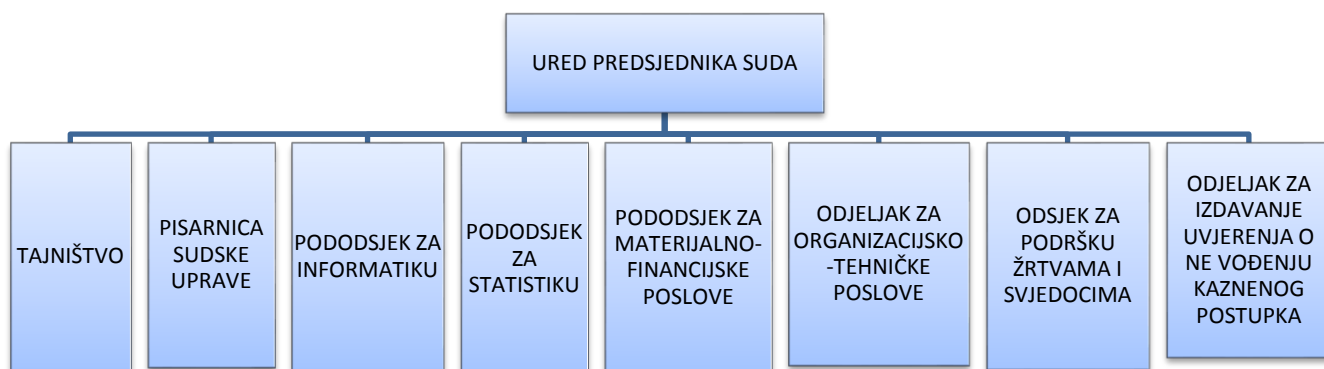 URED PREDSJEDNIKA SUDA
TAJNIŠTVO
PISARNICA
SUDSKE
UPRAVE
PODODSJEK ZA
INFORMATIKU
PODODSJEK
ZA
STATISTIKU
PODODSJEK ZA
MATERIJALNO-
FINANCIJSKE
POSLOVE
ODJELJAK ZA
ORGANIZACIJSKO
-TEHNIČKE
POSLOVE
ODSJEK ZA
PODRŠKU
ŽRTVAMA I
SVJEDOCIMA
ODJELJAK ZA
IZDAVANJE
UVJERENJA O
NE VOĐENJU
KAZNENOG
POSTUPKA